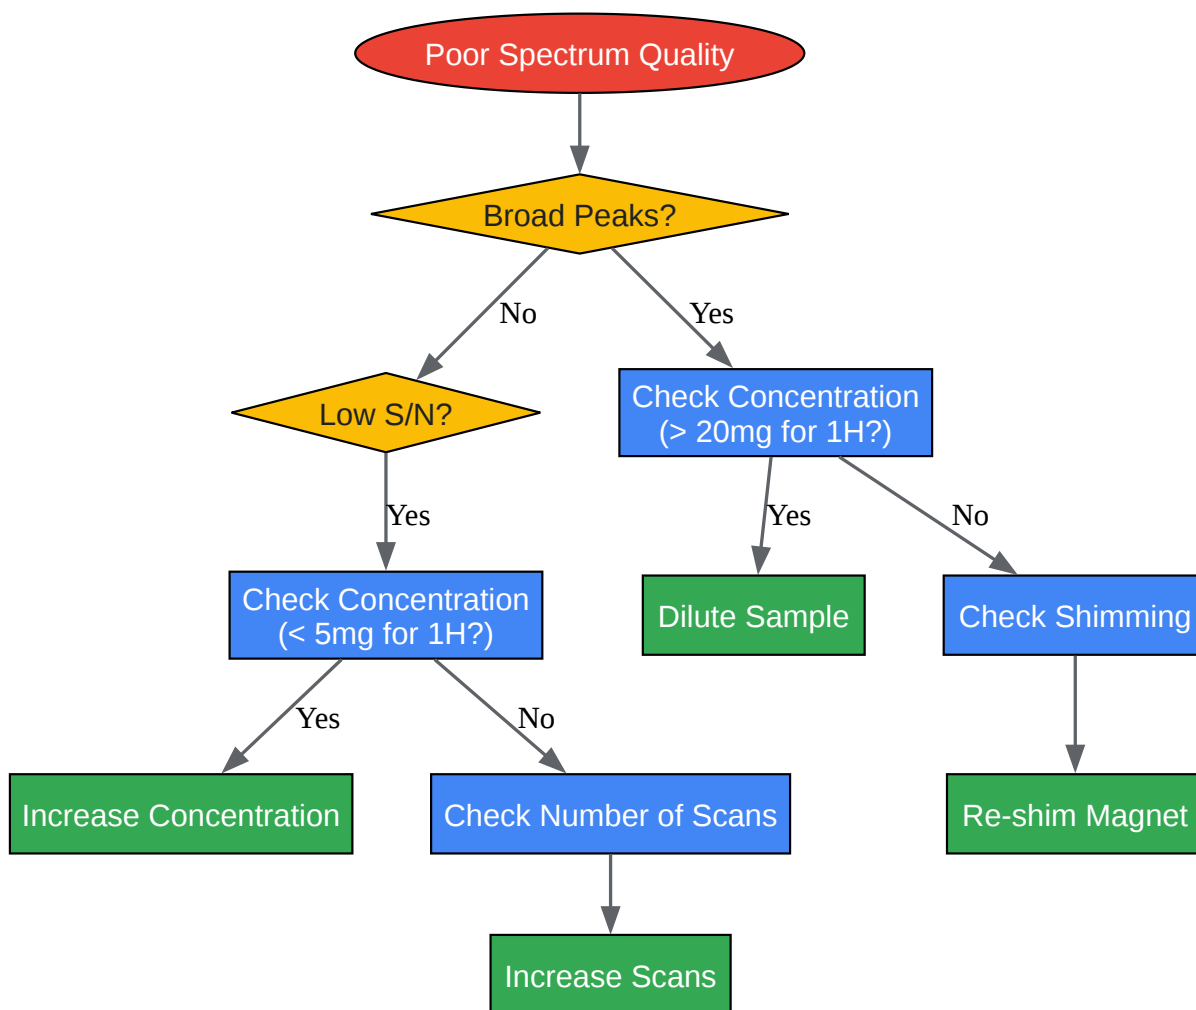 Poor Spectrum Quality
Broad Peaks?
No
Yes
Low S/N?
Check Concentration
(> 20mg for 1H?)
Yes
Yes
No
Check Concentration
(< 5mg for 1H?)
Dilute Sample
Check Shimming
Yes
No
Increase Concentration
Check Number of Scans
Re-shim Magnet
Increase Scans